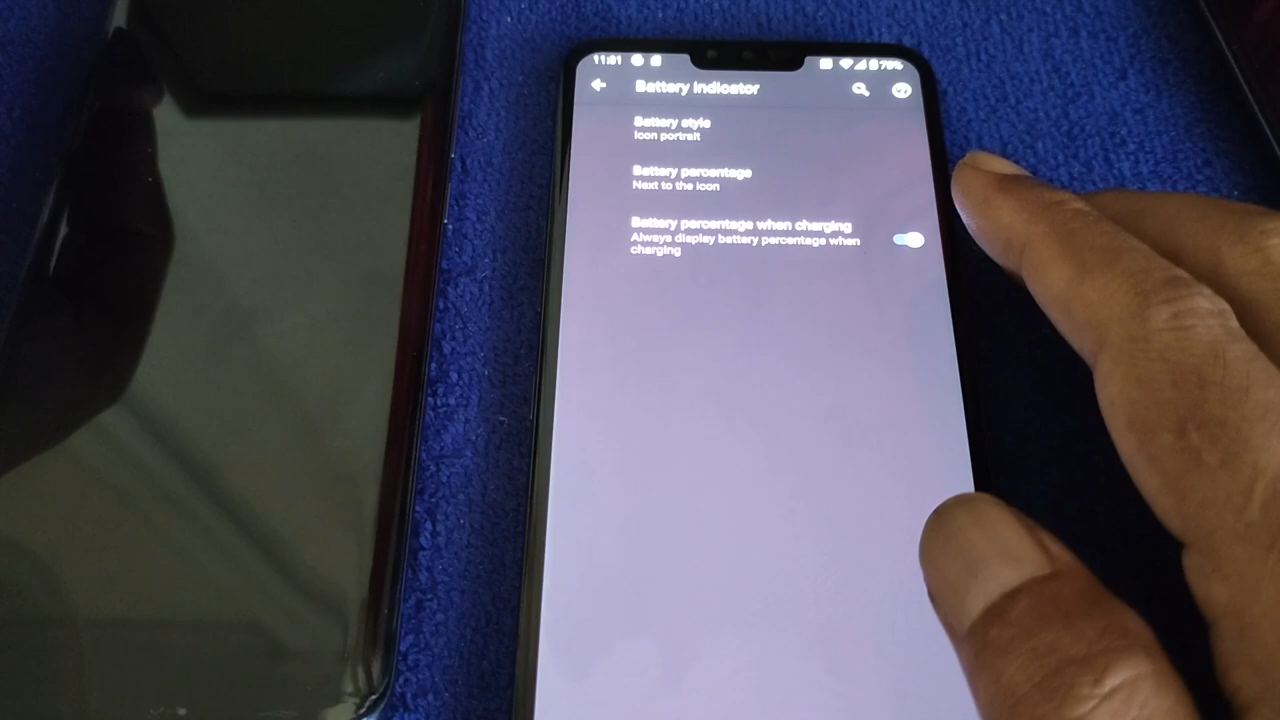 11:01
Battery indicator
Battery style
Icon portrait
Battery percentage
Next to the icon
Battery percentage when charging
Always display battery percentage when
charging